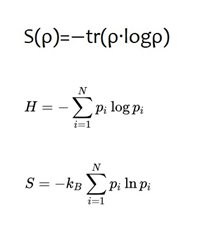 S(ρ)=−tr(ρ·logρ)
H = − ∑_{i=1}^{N} p_i log p_i
S = −k_B ∑_{i=1}^{N} p_i ln p_i